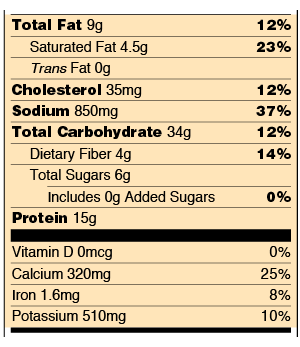 Total Fat 9g 12%
Saturated Fat 4.5g 23%
Trans Fat 0g
Cholesterol 35mg 12%
Sodium 850mg 37%
Total Carbohydrate 34g 12%
Dietary Fiber 4g 14%
Total Sugars 6g
Includes 0g Added Sugars 0%
Protein 15g
Vitamin D 0mcg 0%
Calcium 320mg 25%
Iron 1.6mg 8%
Potassium 510mg 10%